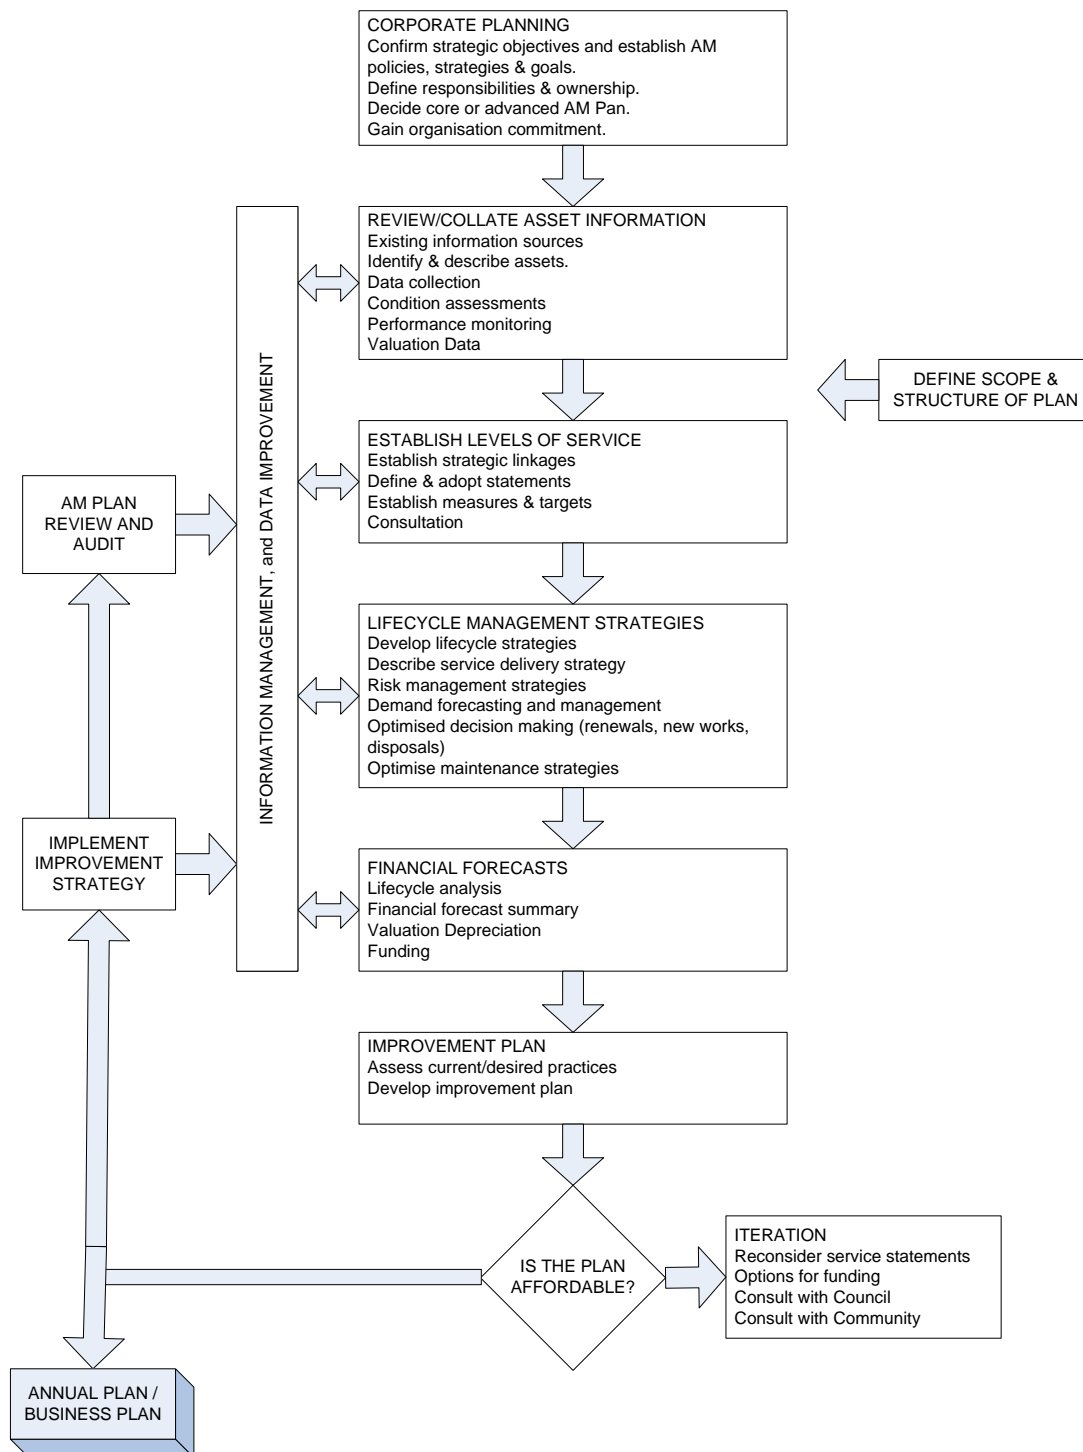 CORPORATE PLANNING
Confirm strategic objectives and establish AM
policies, strategies & goals.
Define responsibilities & ownership.
Decide core or advanced AM Pan.
Gain organisation commitment.
REVIEW/COLLATE ASSET INFORMATION
Existing information sources
Identify & describe assets.
Data collection
Condition assessments
Performance monitoring
Valuation Data
DEFINE SCOPE &
STRUCTURE OF PLAN
INFORMATION MANAGEMENT, and DATA IMPROVEMENT
ESTABLISH LEVELS OF SERVICE
Establish strategic linkages
Define & adopt statements
Establish measures & targets
Consultation
AM PLAN
REVIEW AND
AUDIT
LIFECYCLE MANAGEMENT STRATEGIES
Develop lifecycle strategies
Describe service delivery strategy
Risk management strategies
Demand forecasting and management
Optimised decision making (renewals, new works,
disposals)
Optimise maintenance strategies
IMPLEMENT
IMPROVEMENT
STRATEGY
FINANCIAL FORECASTS
Lifecycle analysis
Financial forecast summary
Valuation Depreciation
Funding
IMPROVEMENT PLAN
Assess current/desired practices
Develop improvement plan
IS THE PLAN
AFFORDABLE?
ITERATION
Reconsider service statements
Options for funding
Consult with Council
Consult with Community
ANNUAL PLAN /
BUSINESS PLAN